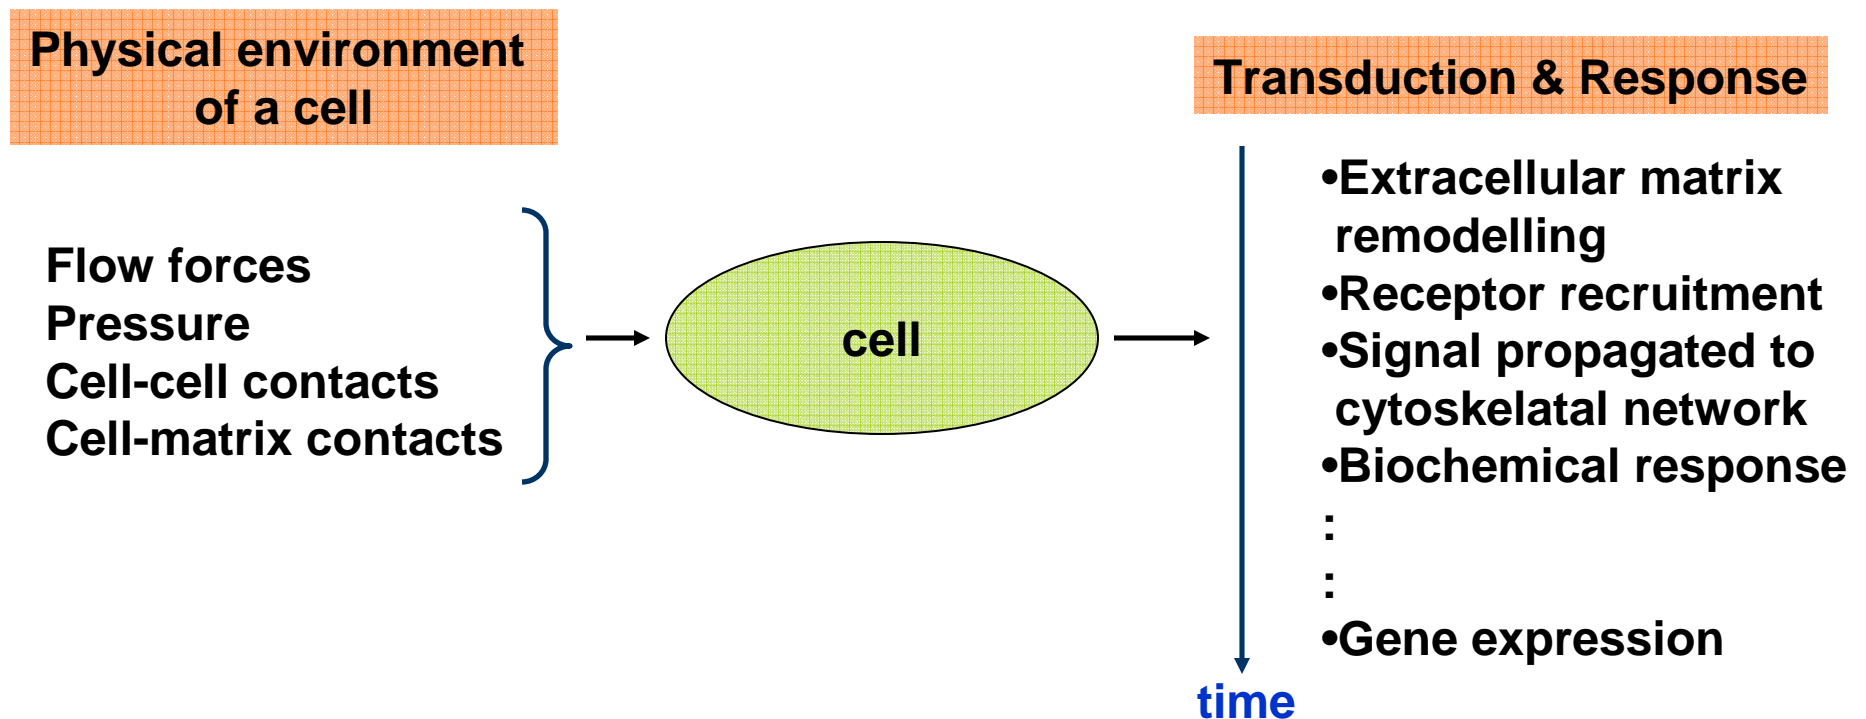 Physical environment
of a cell
Flow forces
Pressure
Cell-cell contacts
Cell-matrix contacts
cell
Transduction & Response
•Extracellular matrix
remodelling
•Receptor recruitment
•Signal propagated to
cytoskelatal network
•Biochemical response
:
:
•Gene expression
time